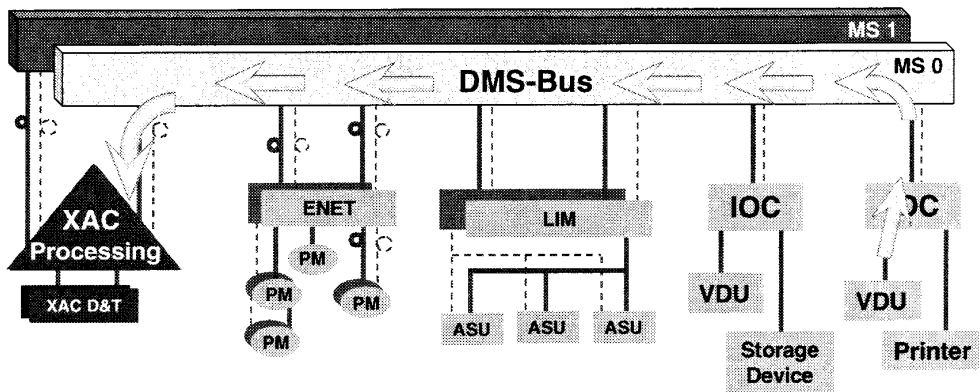 MS 1
MS 0
DMS-Bus
XAC
Processing
XAC D&T
ENET
PM
PM
PM
PM
LIM
ASU
ASU
ASU
IOC
VDU
Storage
Device
OC
VDU
Printer